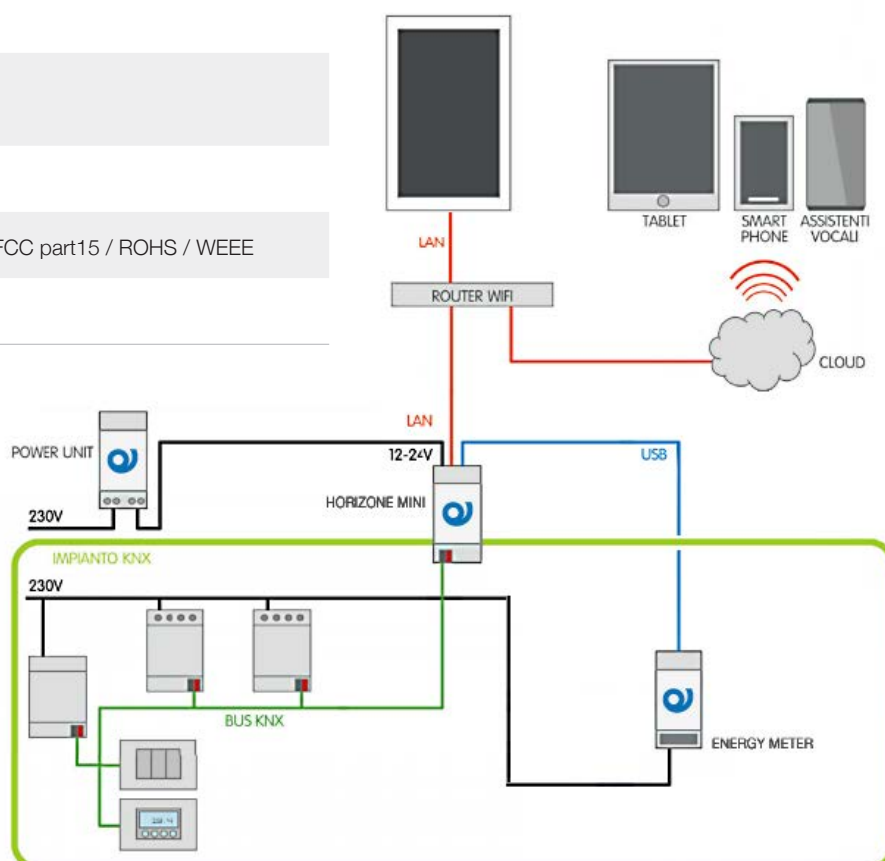 FCC part15 / ROHS / WEEE
TABLET
SMART
PHONE
ASSISTENTI
VOCALI
LAN
ROUTER WIFI
CLOUD
LAN
POWER UNIT
12-24V
USB
HORIZONE MINI
230V
IMPIANTO KNX
230V
BUS KNX
ENERGY METER